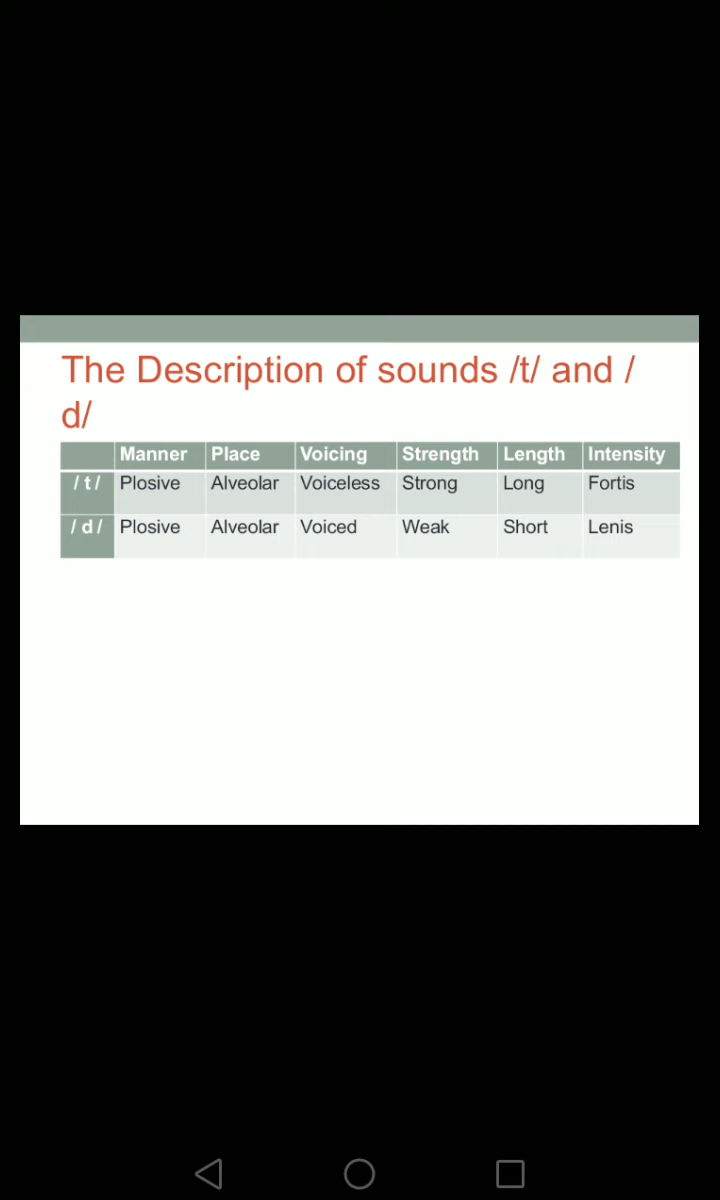 The Description of sounds /t/ and /
d/
Manner Place Voicing Strength Length Intensity
/ t / Plosive Alveolar Voiceless Strong Long Fortis
/ d / Plosive Alveolar Voiced Weak Short Lenis